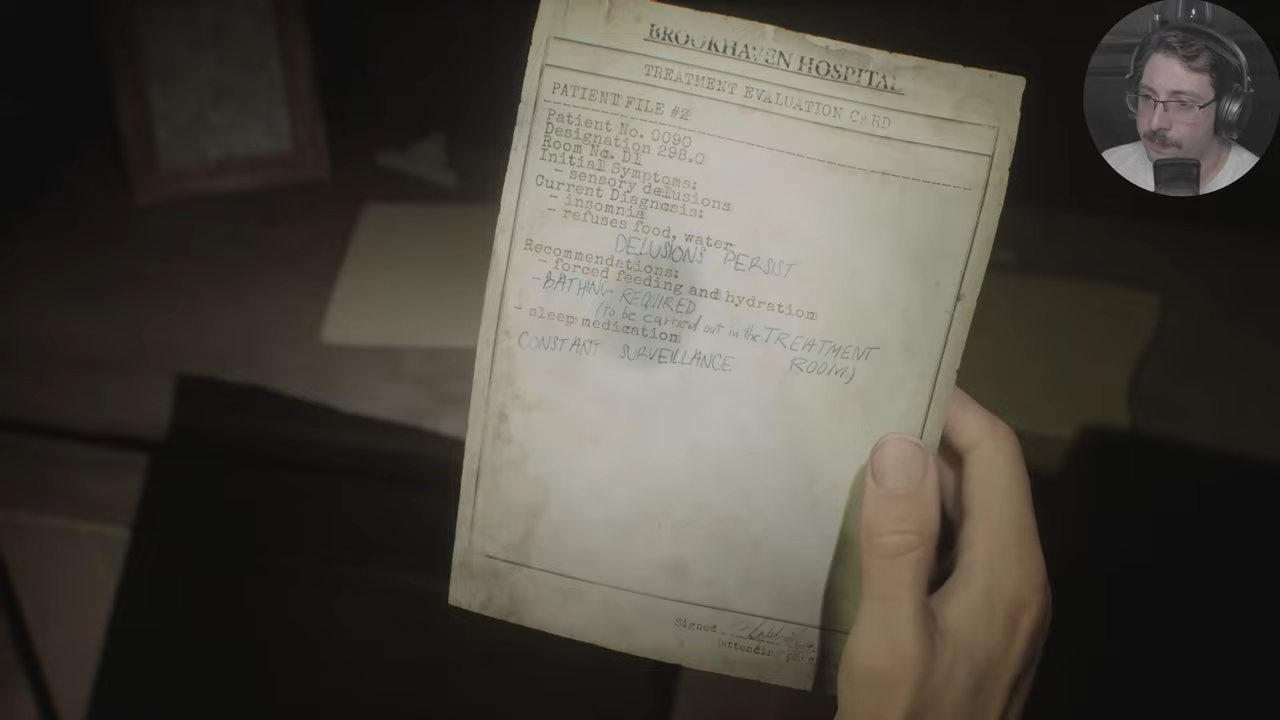 BROOKHAVEN HOSPITAL
TREATMENT EVALUATION CARD
PATIENT FILE #2
Patient No. 0090
Designation 298.0
Room No. D1
Initial Symptoms:
- sensory delusions
Current Diagnosis:
- insomnia
- refuses food, water
DELUSIONS PERSIST
Recommendations:
- forced feeding and hydration
- BATHING REQUIRED
(to be carried out in the TREATMENT
ROOM)
- sleep medication
CONSTANT SURVEILLANCE
Signed
(attending